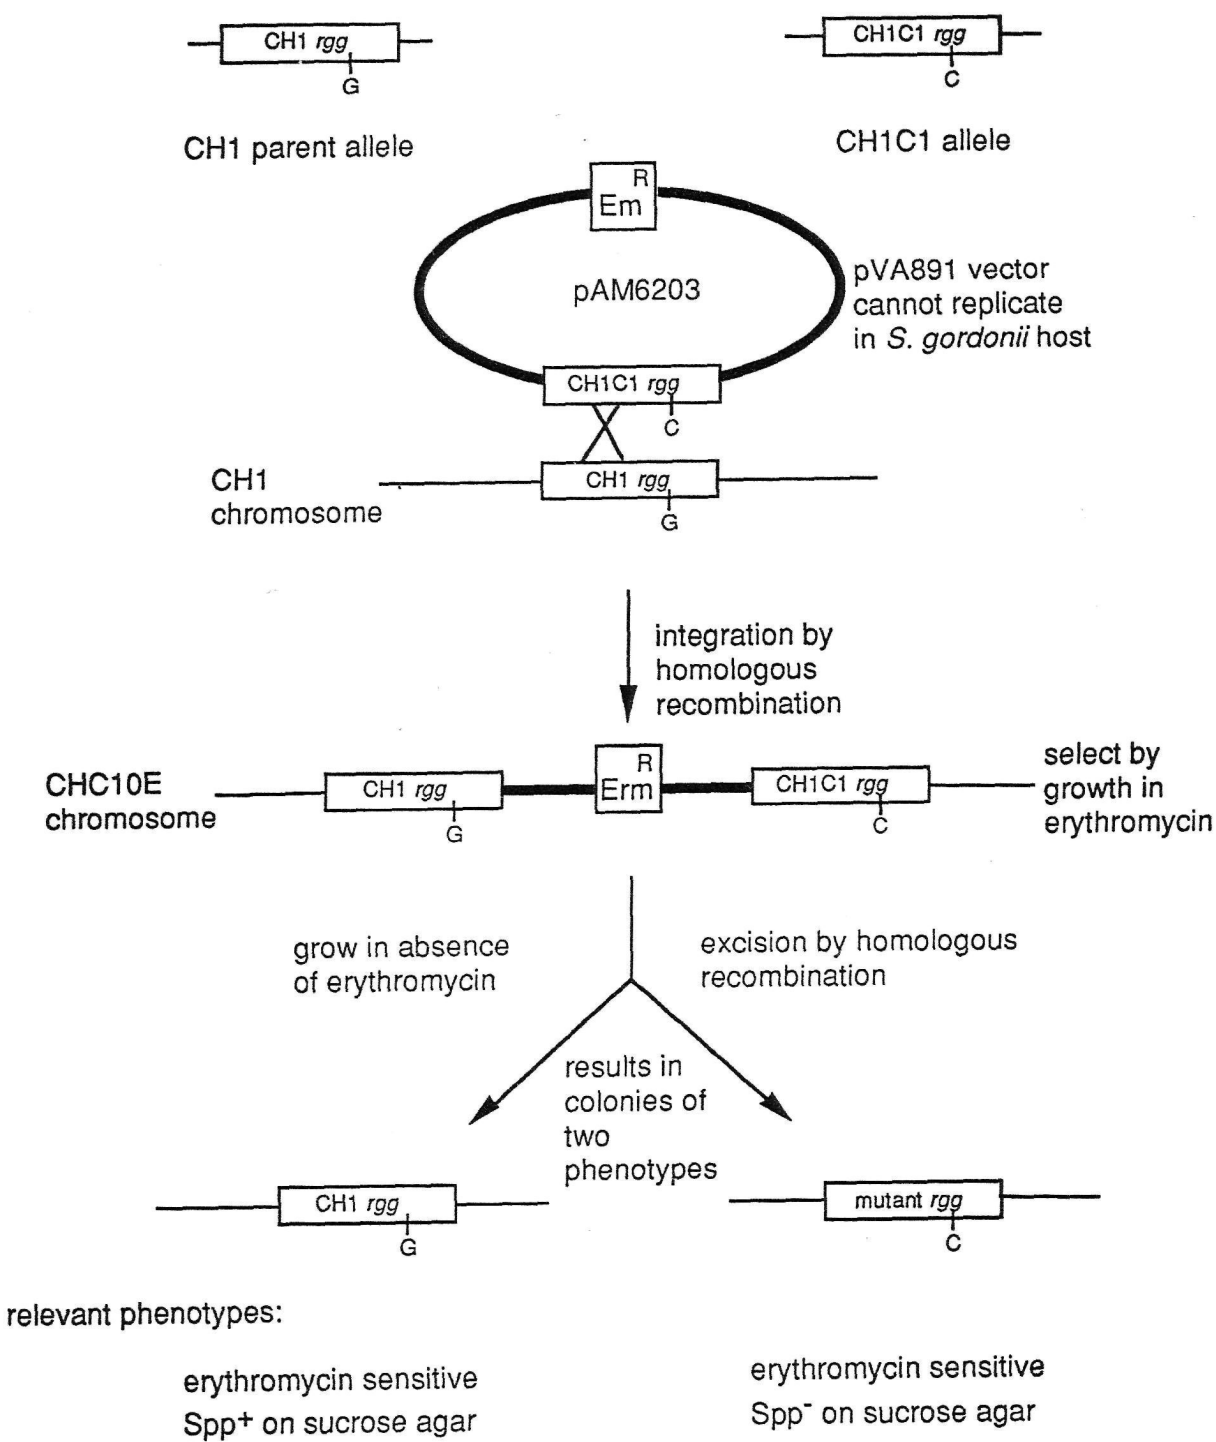 CH1 rgg
G
CH1 parent allele
CH1C1 rgg
C
CH1C1 allele
R
Em
pAM6203
pVA891 vector
cannot replicate
in S. gordonii host
CH1C1 rgg
C
CH1
chromosome
CH1 rgg
G
integration by
homologous
recombination
CHC10E
chromosome
CH1 rgg
G
R
Erm
CH1C1 rgg
C
select by
growth in
erythromycin
grow in absence
of erythromycin
excision by homologous
recombination
results in
colonies of
two
phenotypes
CH1 rgg
G
mutant rgg
C
relevant phenotypes:
erythromycin sensitive
Spp+ on sucrose agar
erythromycin sensitive
Spp- on sucrose agar